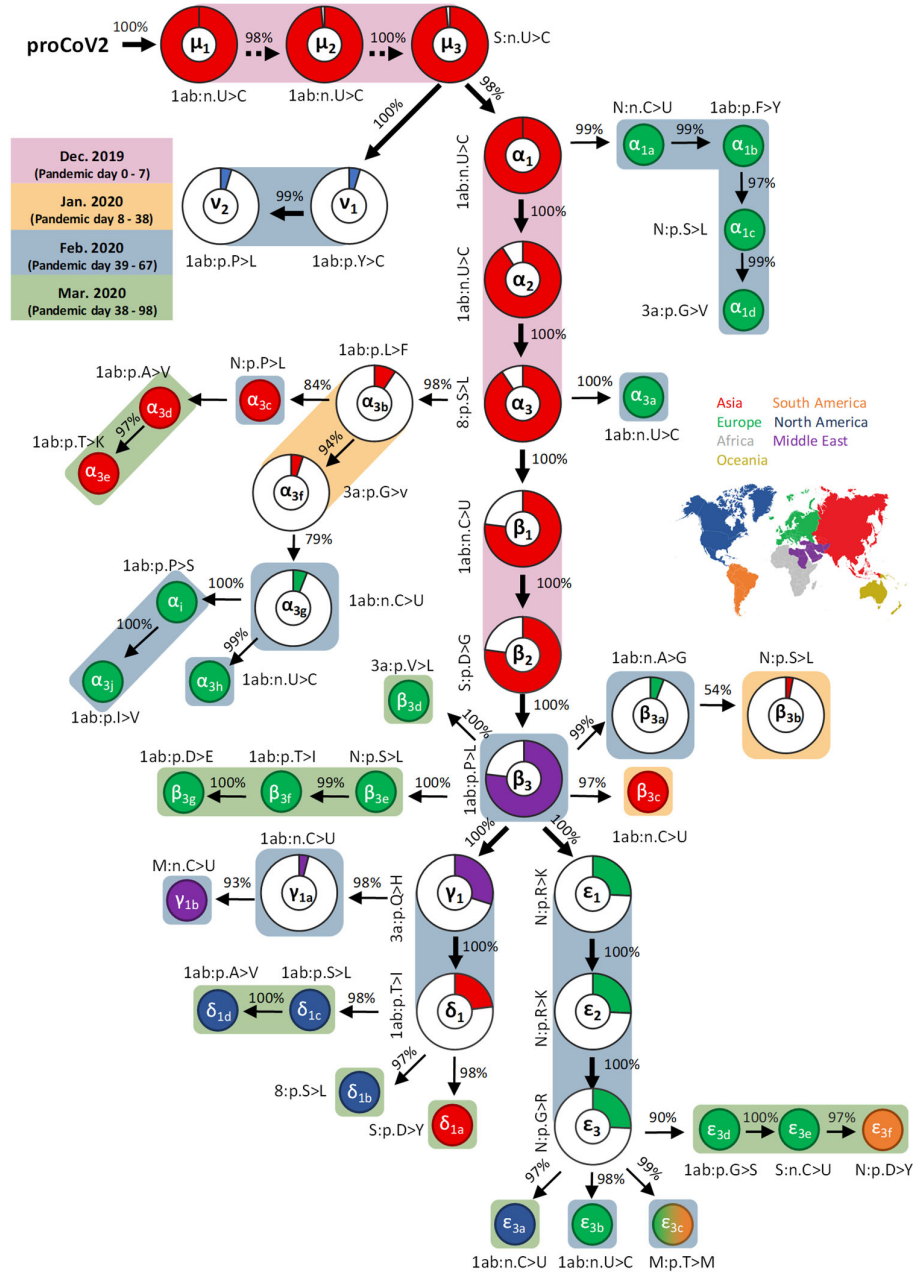 proCoV2
100%
μ1
98%
μ2
100%
μ3
S:n.U>C
1ab:n.U>C
1ab:n.U>C
100%
98%
Dec. 2019
(Pandemic day 0 - 7)
Jan. 2020
(Pandemic day 8 - 38)
Feb. 2020
(Pandemic day 39 - 67)
Mar. 2020
(Pandemic day 38 - 98)
ν2
99%
ν1
1ab:p.P>L
1ab:p.Y>C
1ab:n.U>C
α1
99%
N:n.C>U
α1a
99%
1ab:p.F>Y
α1b
97%
N:p.S>L
α1c
99%
3a:p.G>V
α1d
100%
1ab:n.U>C
α2
100%
8:p.S>L
α3
100%
α3a
1ab:n.U>C
98%
1ab:p.L>F
α3b
84%
N:p.P>L
α3c
1ab:p.A>V
α3d
97%
1ab:p.T>K
α3e
94%
α3f
3a:p.G>v
79%
α3g
1ab:n.C>U
100%
1ab:p.P>S
αi
100%
α3j
1ab:p.I>V
99%
α3h
1ab:n.U>C
Asia
South America
Europe
North America
Africa
Middle East
Oceania
100%
1ab:n.C>U
β1
100%
S:p.D>G
β2
100%
1ab:p.P>L
β3
100%
3a:p.V>L
β3d
99%
1ab:n.A>G
β3a
54%
N:p.S>L
β3b
97%
β3c
1ab:n.C>U
100%
N:p.S>L
β3e
99%
1ab:p.T>I
β3f
100%
1ab:p.D>E
β3g
100%
100%
3a:p.Q>H
γ1
98%
1ab:n.C>U
γ1a
93%
M:n.C>U
γ1b
100%
1ab:p.T>I
δ1
98%
1ab:p.S>L
δ1c
100%
1ab:p.A>V
δ1d
97%
8:p.S>L
δ1b
98%
S:p.D>Y
δ1a
N:p.R>K
ε1
100%
N:p.R>K
ε2
100%
N:p.G>R
ε3
90%
ε3d
100%
ε3e
97%
ε3f
1ab:p.G>S
S:n.C>U
N:p.D>Y
97%
98%
99%
ε3a
ε3b
ε3c
1ab:n.C>U
1ab:n.U>C
M:p.T>M